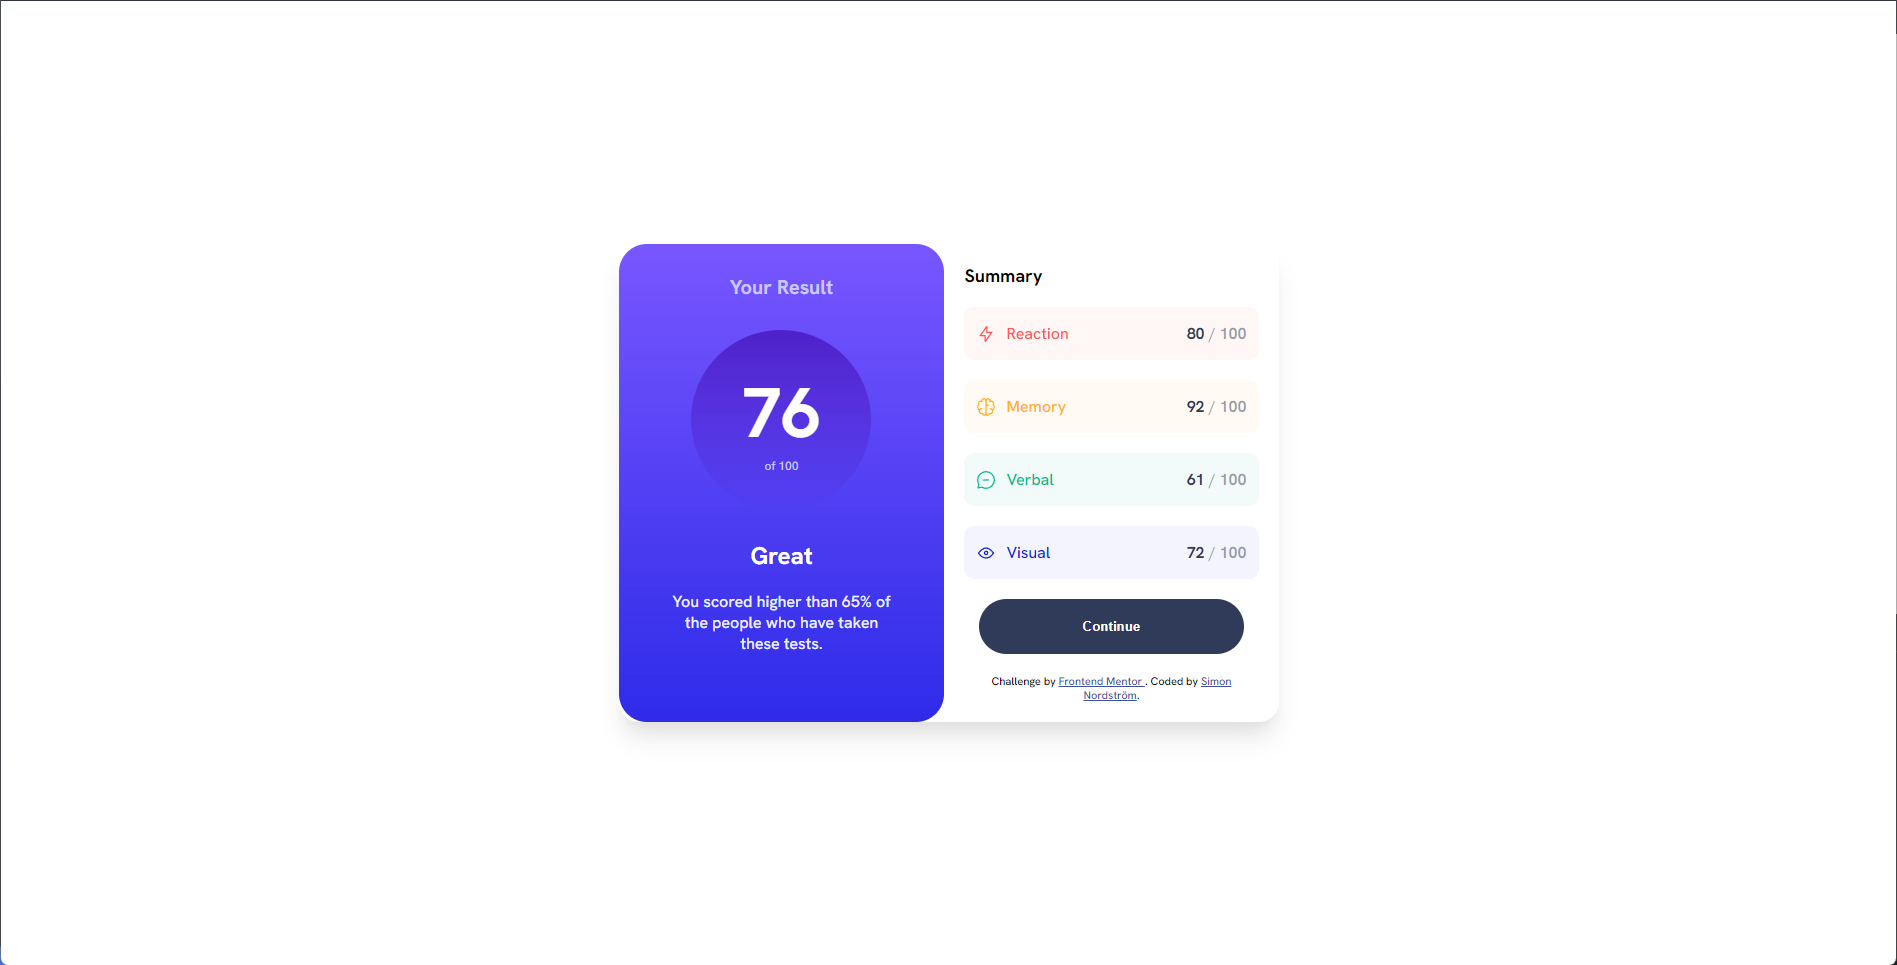 Your Result
76
of 100
Great
You scored higher than 65% of
the people who have taken
these tests.
Summary
Reaction 80 / 100
Memory 92 / 100
Verbal 61 / 100
Visual 72 / 100
Continue
Challenge by Frontend Mentor . Coded by Simon
Nordström.